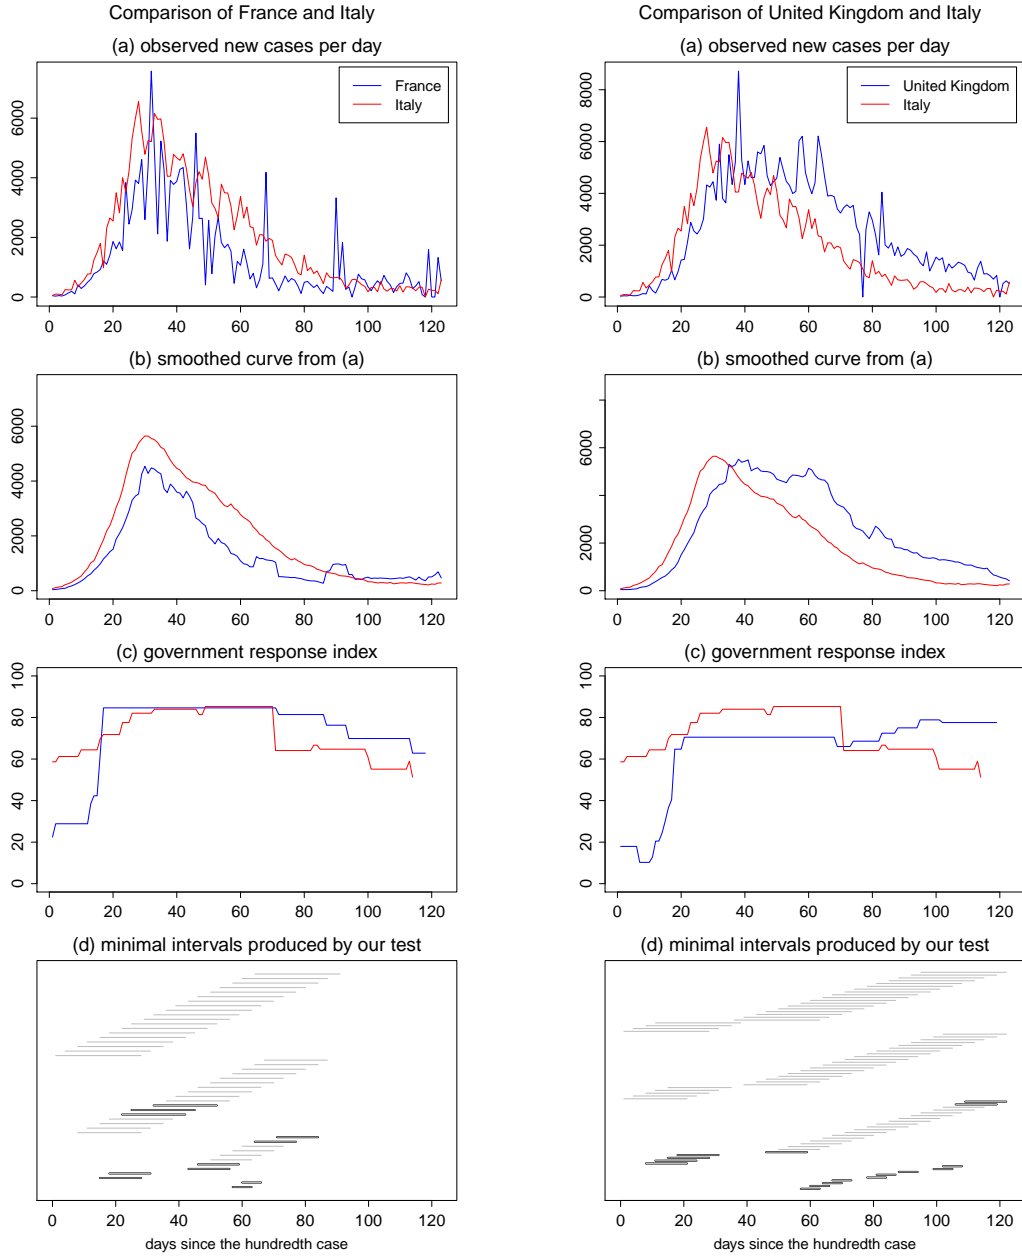 Comparison of France and Italy
(a) observed new cases per day
France
Italy
0 2000 4000 6000
0 20 40 60 80 100 120
(b) smoothed curve from (a)
0 2000 4000 6000
0 20 40 60 80 100 120
(c) government response index
0 20 40 60 80 100
0 20 40 60 80 100 120
(d) minimal intervals produced by our test
0 20 40 60 80 100 120
days since the hundredth case
Comparison of United Kingdom and Italy
(a) observed new cases per day
United Kingdom
Italy
0 2000 4000 6000 8000
0 20 40 60 80 100 120
(b) smoothed curve from (a)
0 2000 6000
0 20 40 60 80 100 120
(c) government response index
0 20 40 60 80 100
0 20 40 60 80 100 120
(d) minimal intervals produced by our test
0 20 40 60 80 100 120
days since the hundredth case